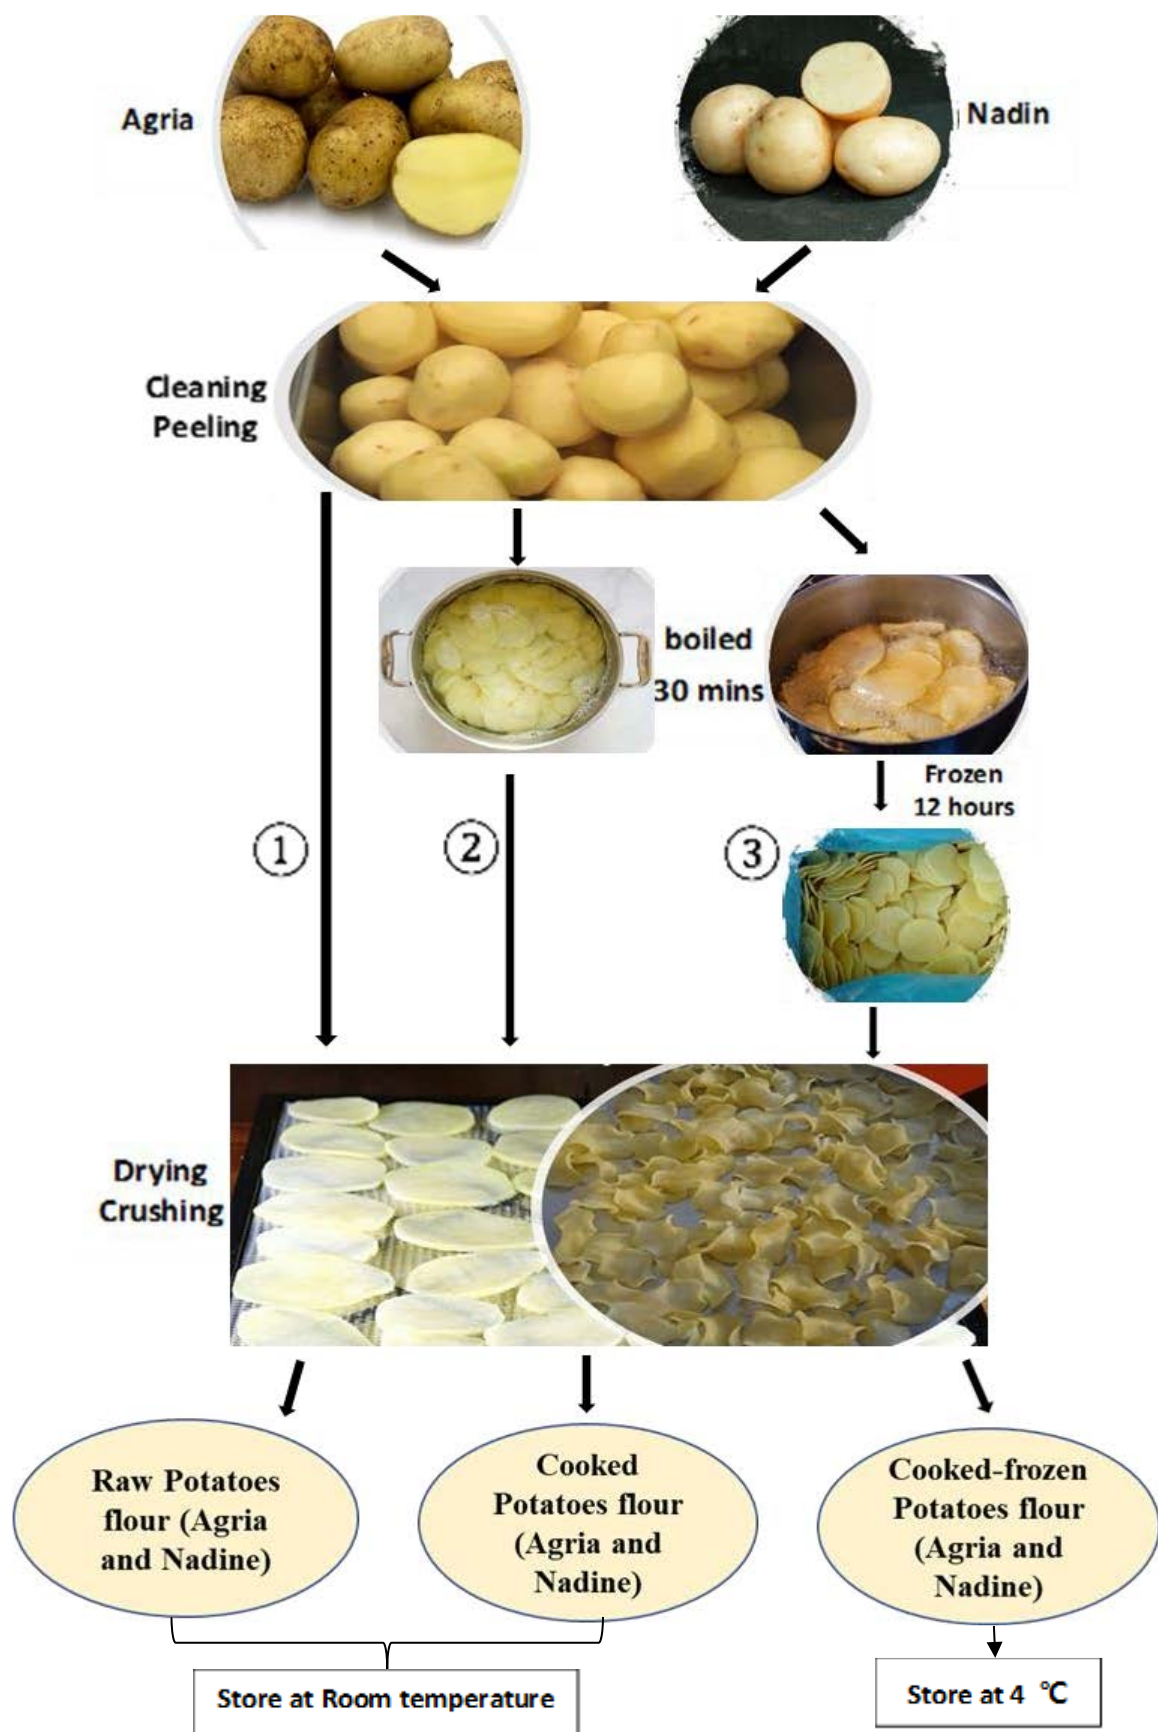 Agria
Nadin
Cleaning
Peeling
boiled
30 mins
Frozen
12 hours
①
②
③
Drying
Crushing
Raw Potatoes
flour (Agria
and Nadine)
Cooked
Potatoes flour
(Agria and
Nadine)
Cooked-frozen
Potatoes flour
(Agria and
Nadine)
Store at Room temperature
Store at 4 ℃